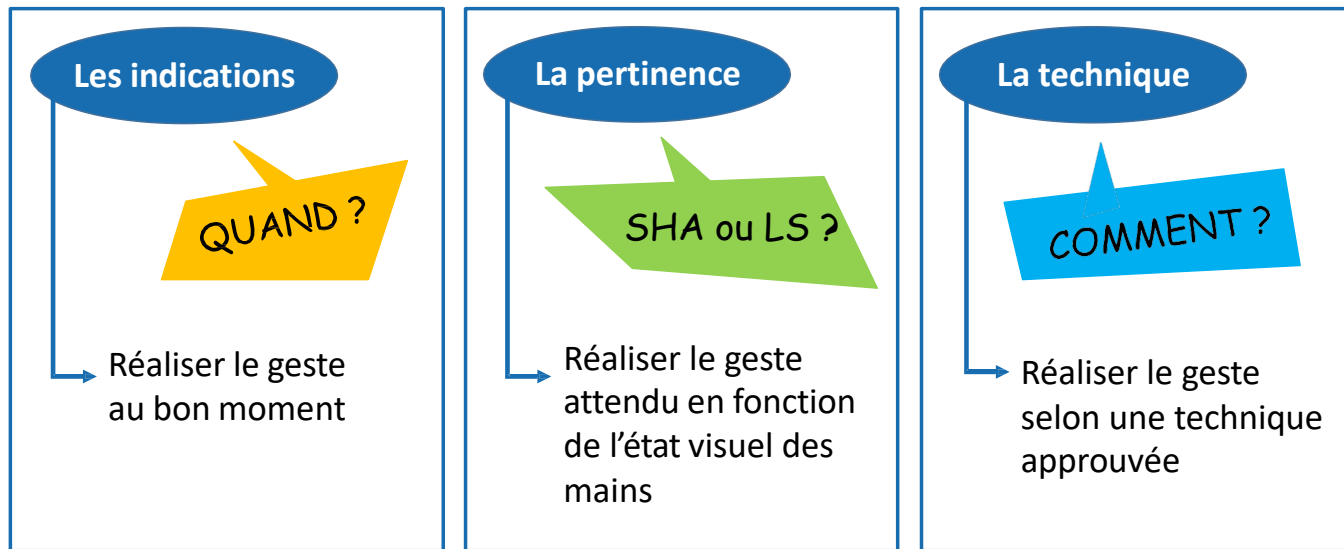 Les indications
QUAND ?
Réaliser le geste
au bon moment
La pertinence
SHA ou LS ?
Réaliser le geste
attendu en fonction
de l’état visuel des
mains
La technique
COMMENT ?
Réaliser le geste
selon une technique
approuvée